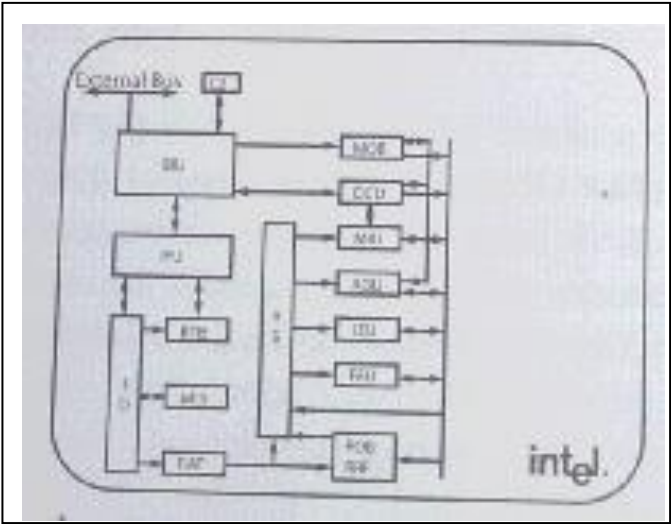 External Bus
L2
BIU
MOB
DCU
IFU
MIU
AGU
R
S
BTB
IEU
I
D
MIS
FEU
RAT
ROB
RRF
intel.